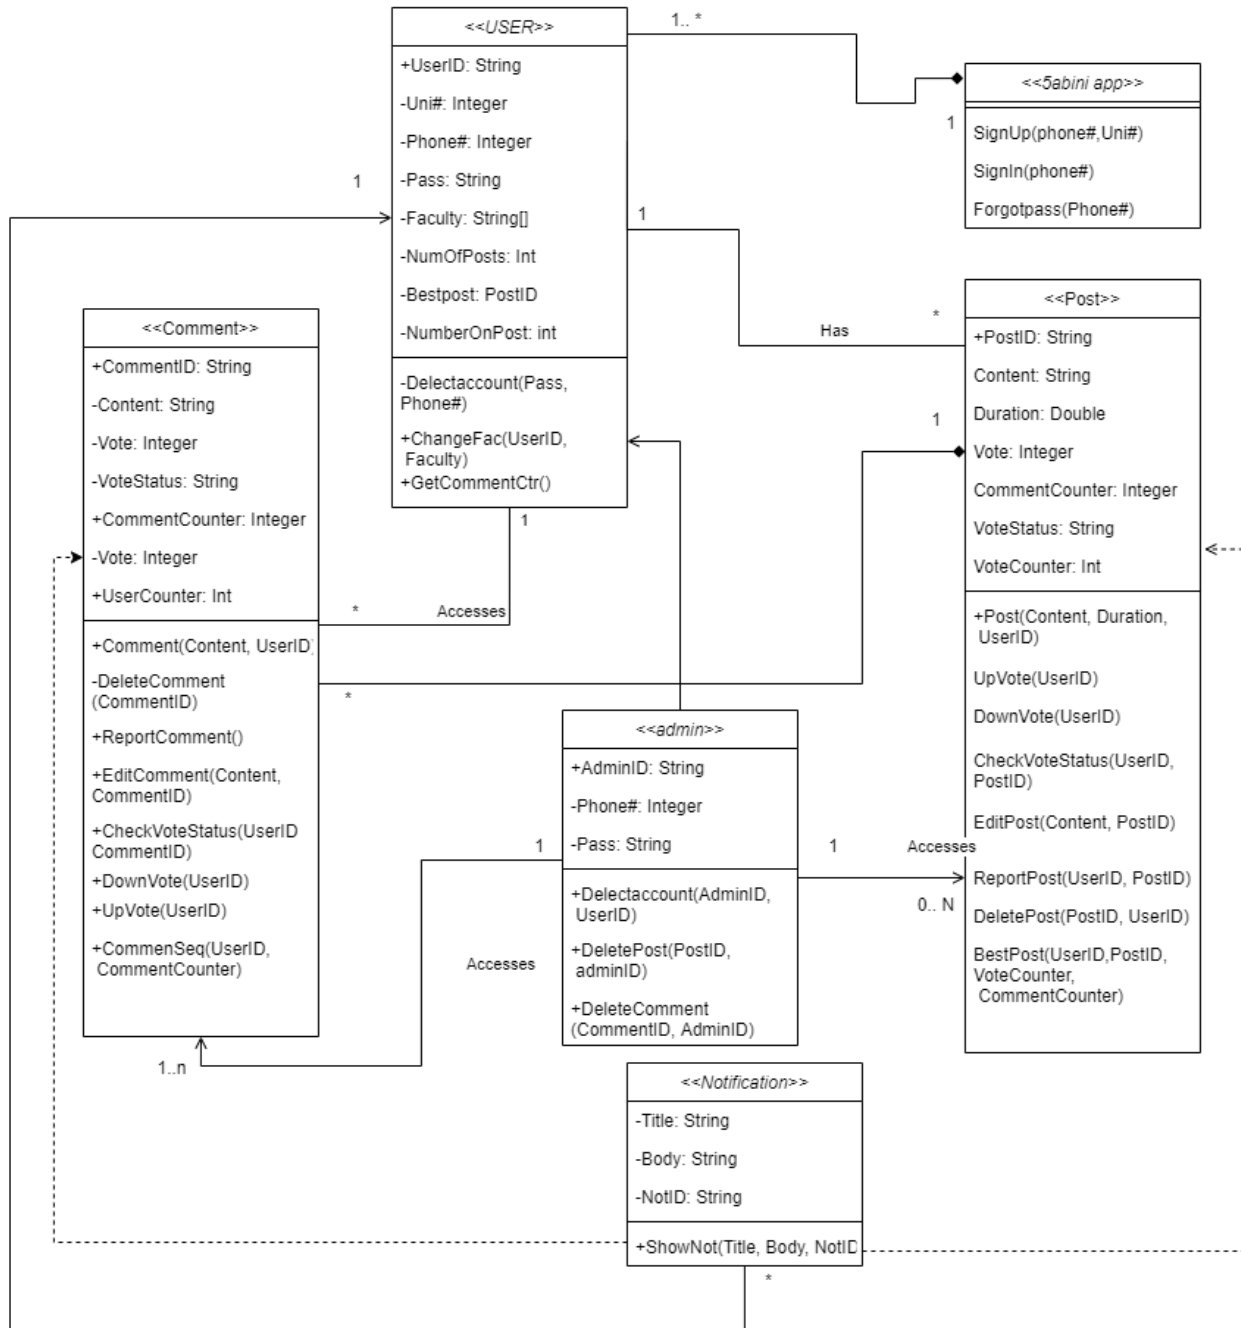 <<USER>>
+UserID: String
-Uni#: Integer
-Phone#: Integer
-Pass: String
-Faculty: String[]
-NumOfPosts: Int
-Bestpost: PostID
-NumberOnPost: int
-Delectaccount(Pass,
Phone#)
+ChangeFac(UserID,
Faculty)
+GetCommentCtr()
1.. *
1
<<5abini app>>
SignUp(phone#,Uni#)
SignIn(phone#)
Forgotpass(Phone#)
1
1
Has
*
1
<<Post>>
+PostID: String
Content: String
Duration: Double
Vote: Integer
CommentCounter: Integer
VoteStatus: String
VoteCounter: Int
+Post(Content, Duration,
UserID)
UpVote(UserID)
DownVote(UserID)
CheckVoteStatus(UserID,
PostID)
EditPost(Content, PostID)
ReportPost(UserID, PostID)
DeletePost(PostID, UserID)
BestPost(UserID,PostID,
VoteCounter,
CommentCounter)
<<Comment>>
+CommentID: String
-Content: String
-Vote: Integer
-VoteStatus: String
+CommentCounter: Integer
-Vote: Integer
+UserCounter: Int
+Comment(Content, UserID)
-DeleteComment
(CommentID)
+ReportComment()
+EditComment(Content,
CommentID)
+CheckVoteStatus(UserID
CommentID)
+DownVote(UserID)
+UpVote(UserID)
+CommenSeq(UserID,
CommentCounter)
1
*
Accesses
*
<<admin>>
+AdminID: String
-Phone#: Integer
-Pass: String
+Delectaccount(AdminID,
UserID)
+DeletePost(PostID,
adminID)
+DeleteComment
(CommentID, AdminID)
1
Accesses
0.. N
1
Accesses
1..n
<<Notification>>
-Title: String
-Body: String
-NotID: String
+ShowNot(Title, Body, NotID
*